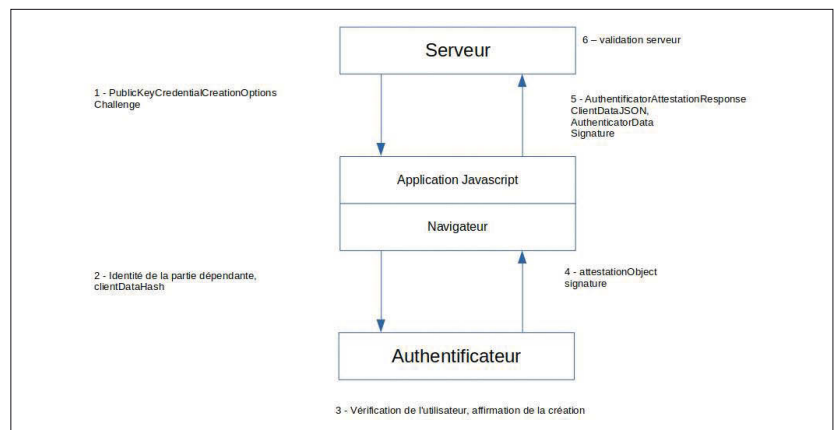 Serveur
6 – validation serveur
1 - PublicKeyCredentialCreationOptions
Challenge
5 - AuthentificatorAttestationResponse
ClientDataJSON,
AuthenticatorData
Signature
Application Javascript
Navigateur
2 - Identité de la partie dépendante,
clientDataHash
4 - attestationObject
signature
Authentificateur
3 - Vérification de l'utilisateur, affirmation de la création